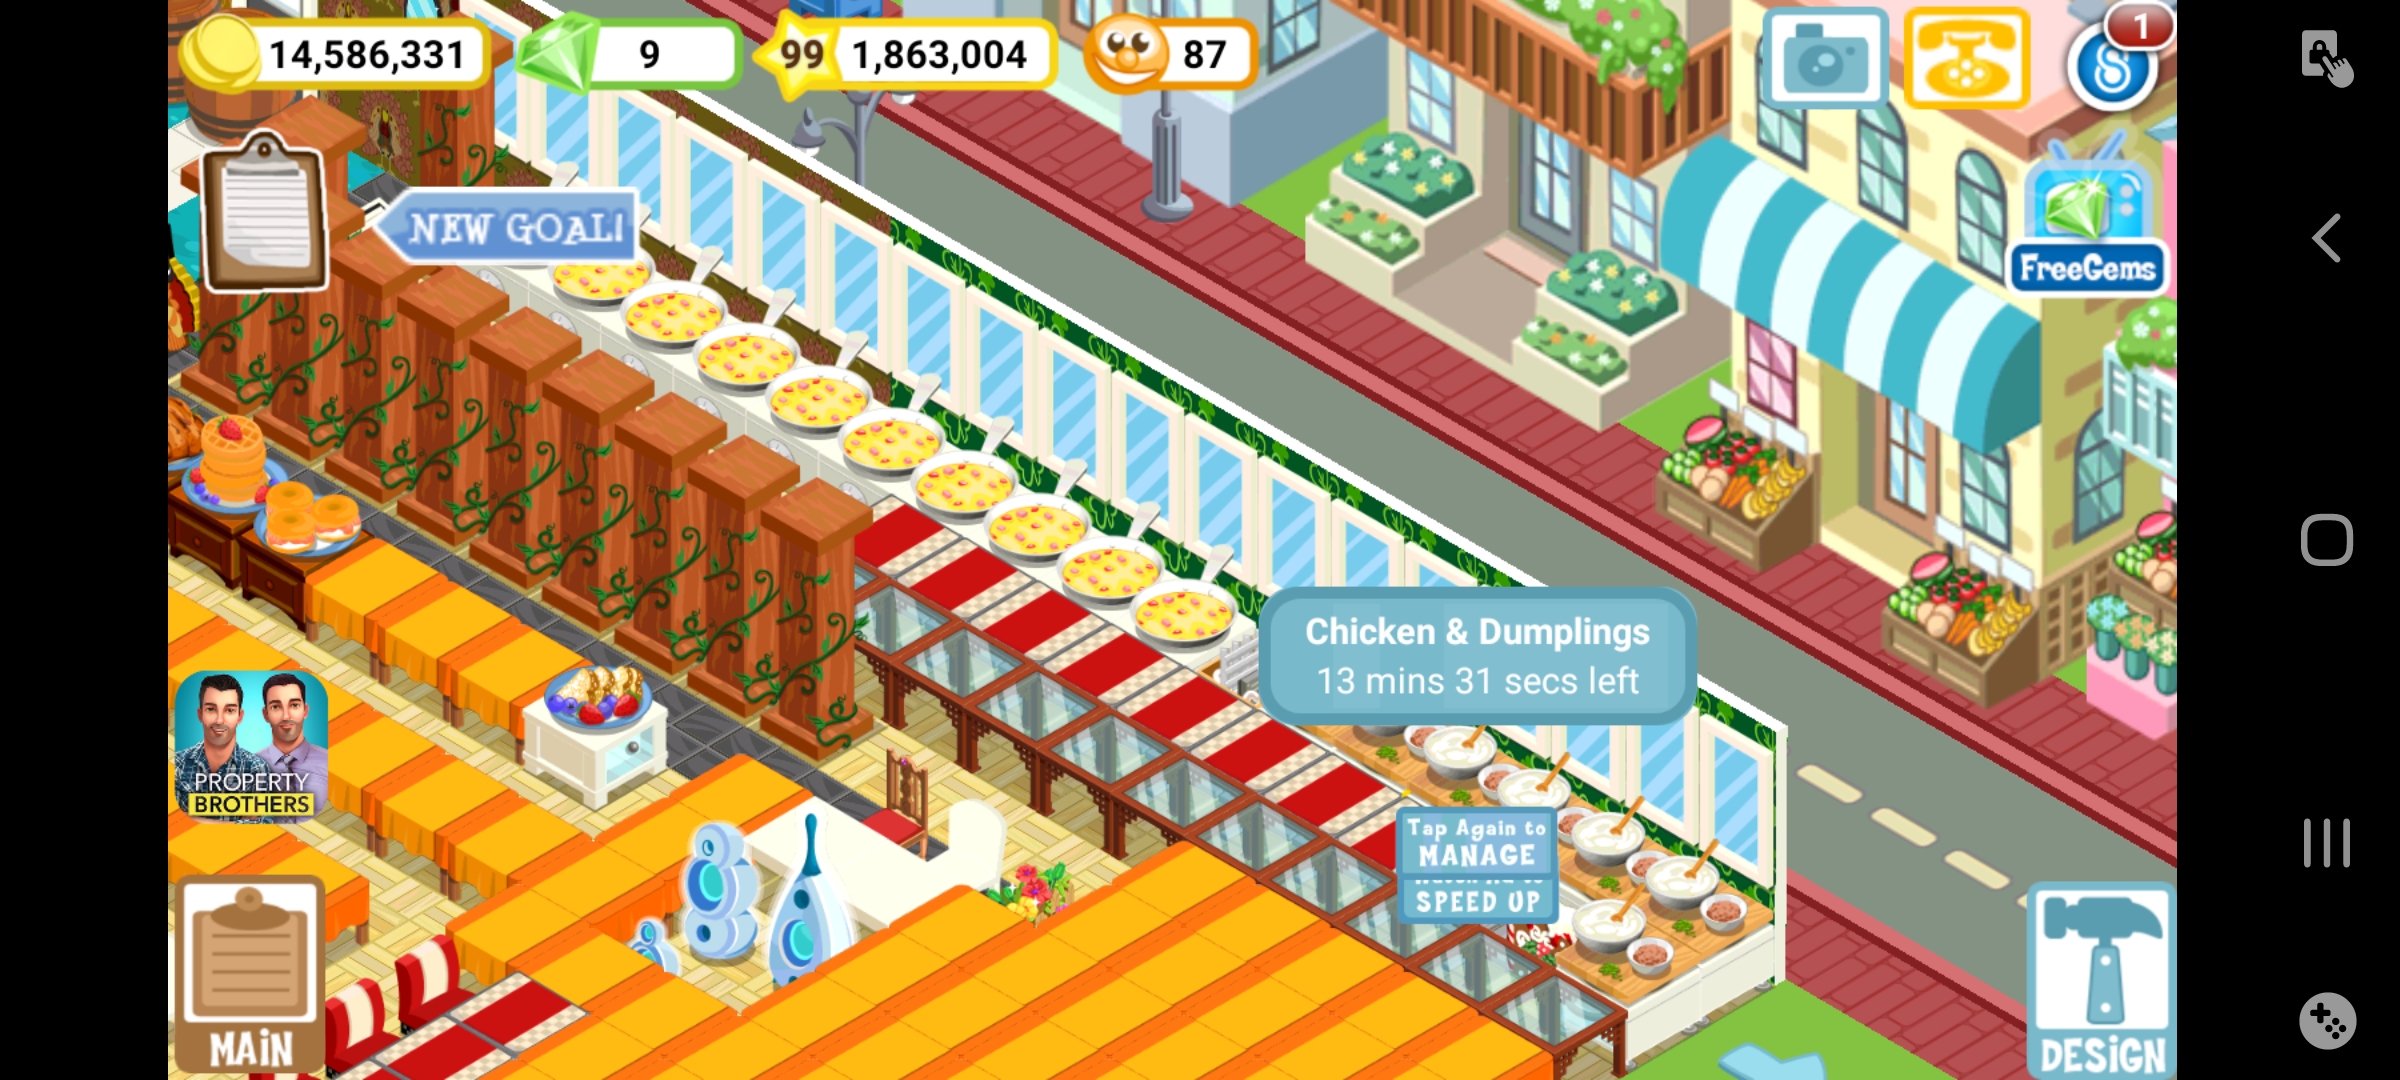 14,586,331
9
99
1,863,004
87
1
NEW GOAL!
FreeGems
Chicken & Dumplings
13 mins 31 secs left
PROPERTY
BROTHERS
Tap Again to
MANAGE
SPEED UP
MAIN
DESIGN